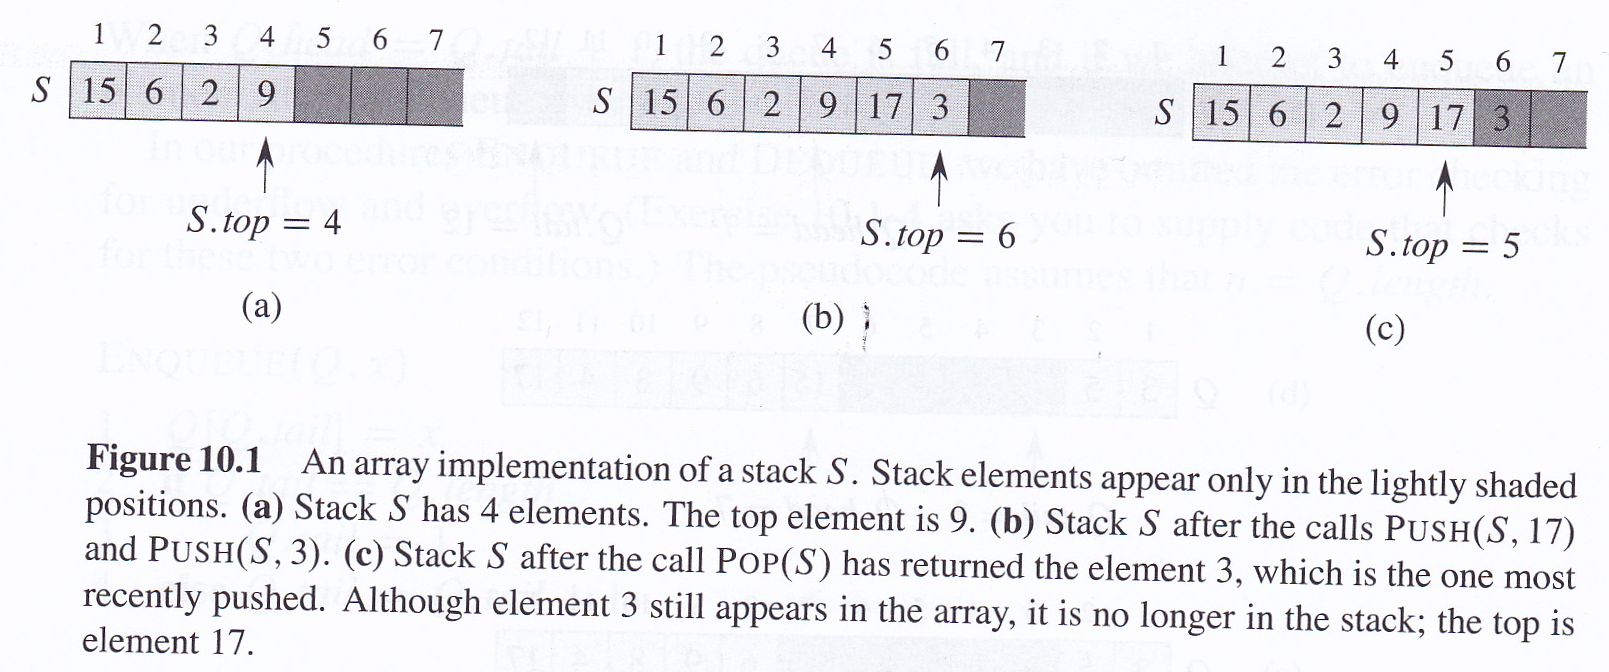 1 2 3 4 5 6 7
S 15 6 2 9
S.top = 4
(a)
1 2 3 4 5 6 7
S 15 6 2 9 17 3
S.top = 6
(b)
1 2 3 4 5 6 7
S 15 6 2 9 17 3
S.top = 5
(c)
Figure 10.1 An array implementation of a stack S. Stack elements appear only in the lightly shaded
positions. (a) Stack S has 4 elements. The top element is 9. (b) Stack S after the calls PUSH(S, 17)
and PUSH(S, 3). (c) Stack S after the call POP(S) has returned the element 3, which is the one most
recently pushed. Although element 3 still appears in the array, it is no longer in the stack; the top is
element 17.